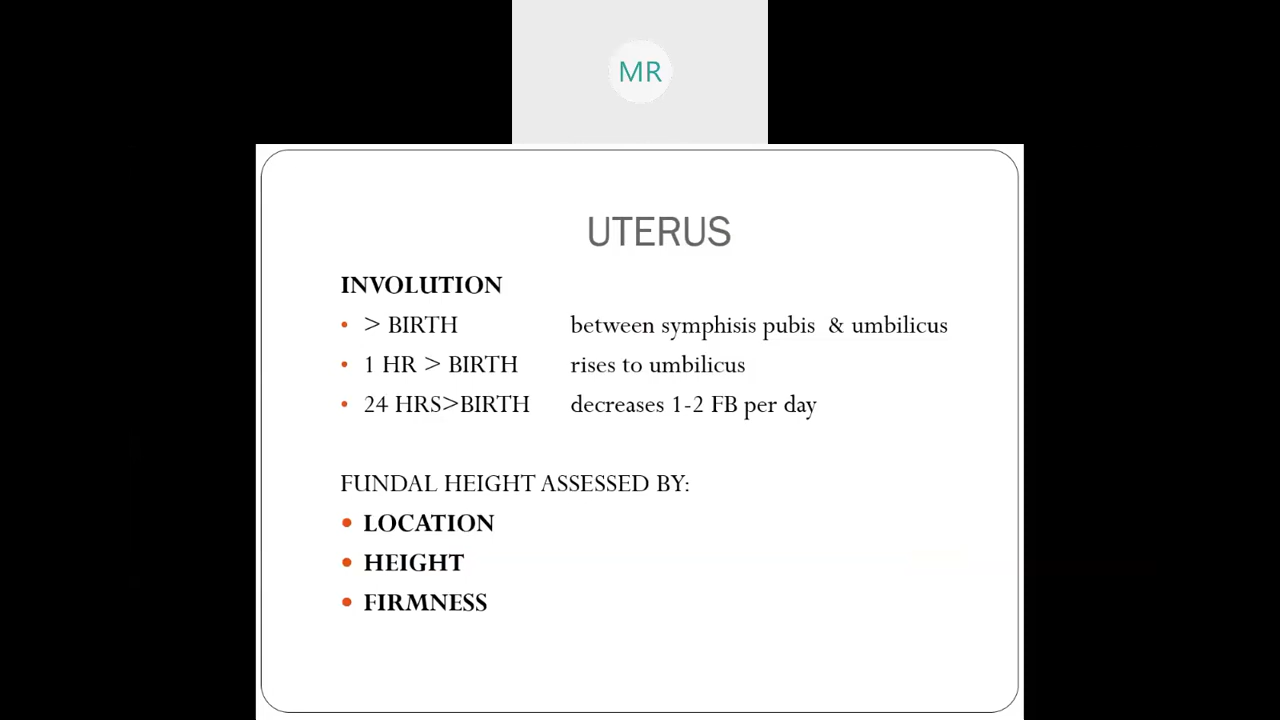 MR
UTERUS
INVOLUTION
• > BIRTH between symphisis pubis & umbilicus
• 1 HR > BIRTH rises to umbilicus
• 24 HRS>BIRTH decreases 1-2 FB per day
FUNDAL HEIGHT ASSESSED BY:
• LOCATION
• HEIGHT
• FIRMNESS